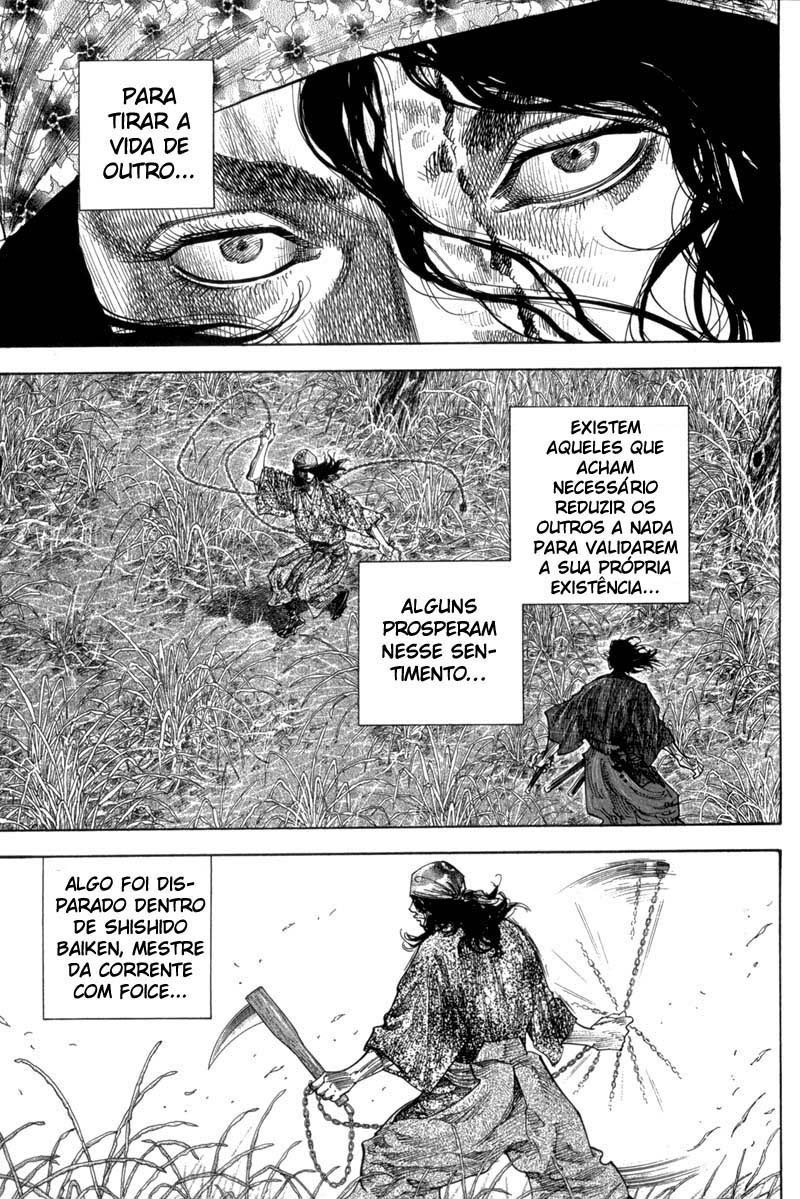 PARA
TIRAR A
VIDA DE
OUTRO...
EXISTEM
AQUELES QUE
ACHAM
NECESSÁRIO
REDUZIR OS
OUTROS A NADA
PARA VALIDAREM
A SUA PRÓPRIA
EXISTÊNCIA...
ALGUNS
PROSPERAM
NESSE SEN-
TIMENTO...
ALGO FOI DIS-
PARADO DENTRO
DE SHISHIDO
BAIKEN, MESTRE
DA CORRENTE
COM FOICE...